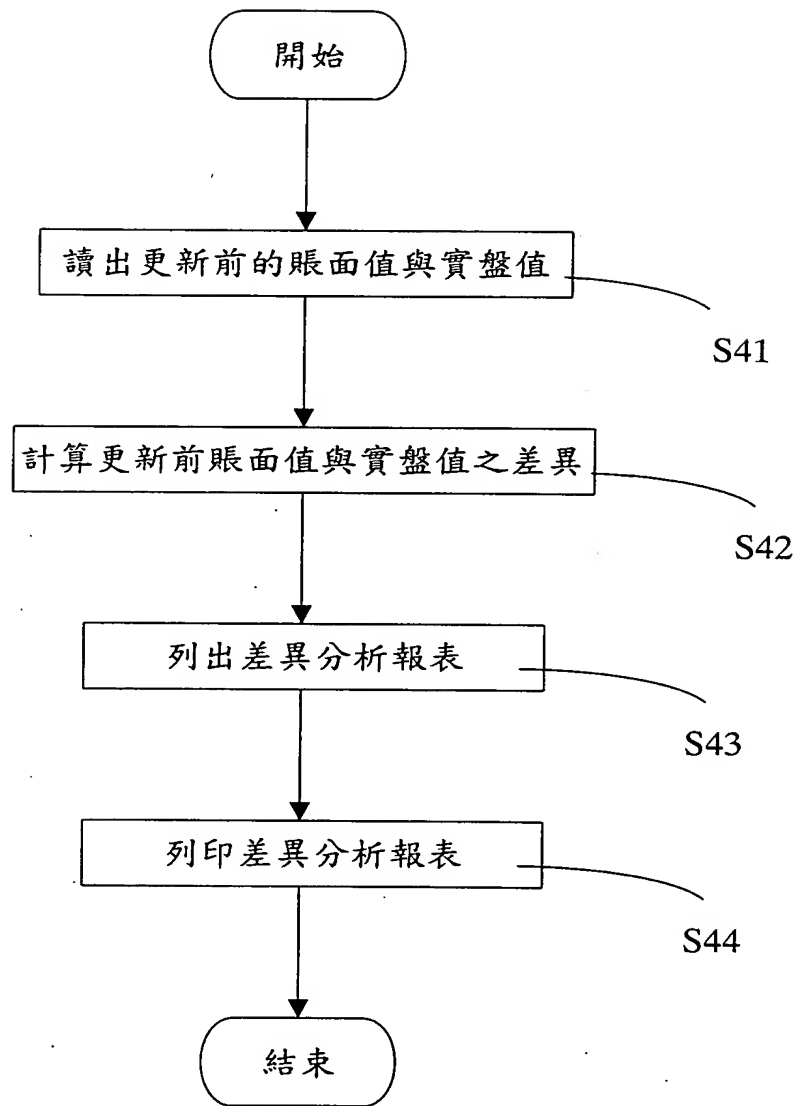 開始
讀出更新前的賬面值與實盤值
S41
計算更新前賬面值與實盤值之差異
S42
列出差異分析報表
S43
列印差異分析報表
S44
結束